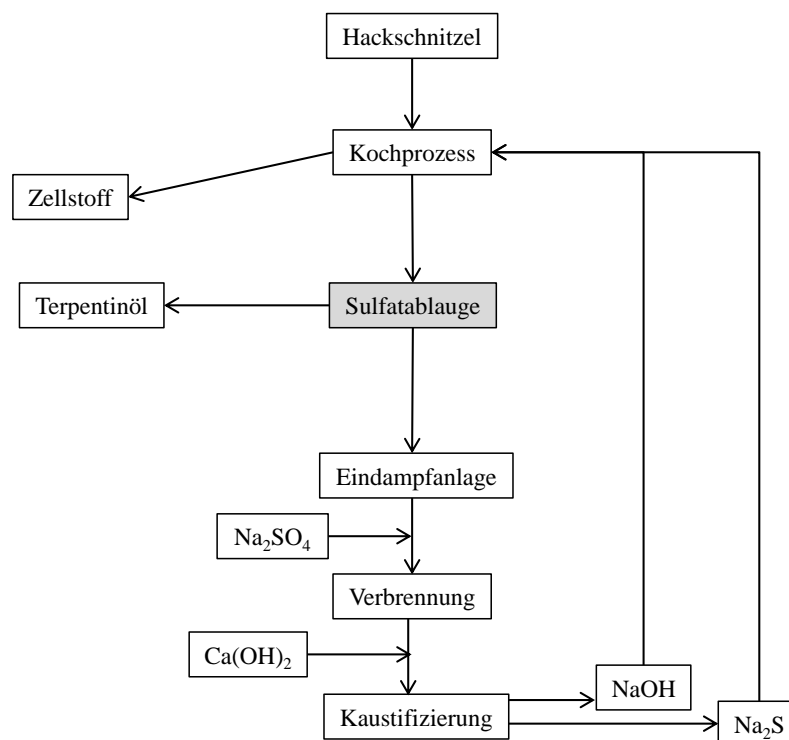 Hackschnitzel
Kochprozess
Zellstoff
Terpentinöl
Sulfatablauge
Eindampfanlage
Na₂SO₄
Verbrennung
Ca(OH)₂
Kaustifizierung
NaOH
Na₂S